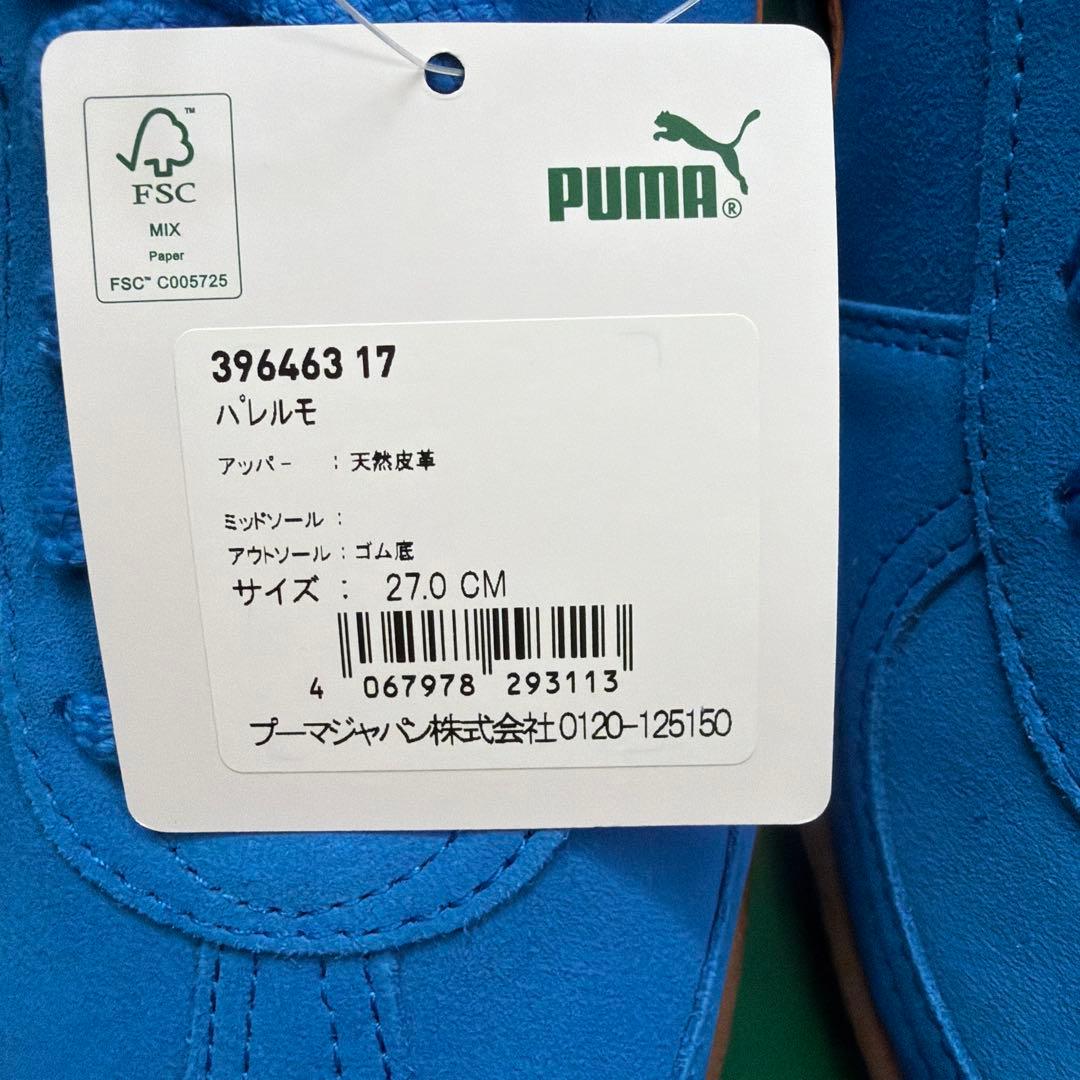 FSC™
MIX
Paper
FSC™ C005725
PUMA®
396463 17
パレルモ
アッパー : 天然皮革
ミッドソール :
アウトソール : ゴム底
サイズ : 27.0 CM
4 067978 293113
プーマジャパン株式会社0120-125150